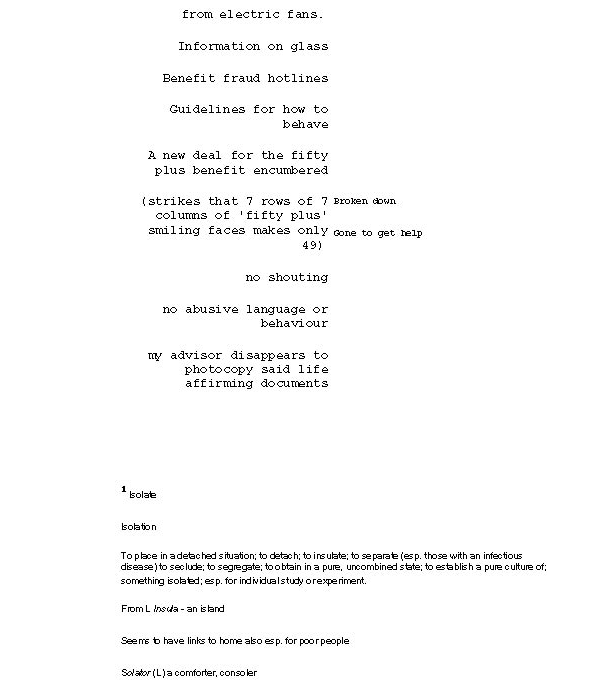 from electric fans.
Information on glass
Benefit fraud hotlines
Guidelines for how to
behave
A new deal for the fifty
plus benefit encumbered
(strikes that 7 rows of 7 Broken down
columns of 'fifty plus'
smiling faces makes only Gone to get help
49)
no shouting
no abusive language or
behaviour
my advisor disappears to
photocopy said life
affirming documents
1 Isolate
Isolation
To place in a detached situation; to detach; to insulate; to separate (esp. those with an infectious
disease) to seclude; to segregate; to obtain in a pure, uncombined state; to establish a pure culture of;
something isolated; esp. for individual study or experiment.
From L Insula - an island
Seems to have links to home also esp. for poor people
Solator (L) a comforter, consoler